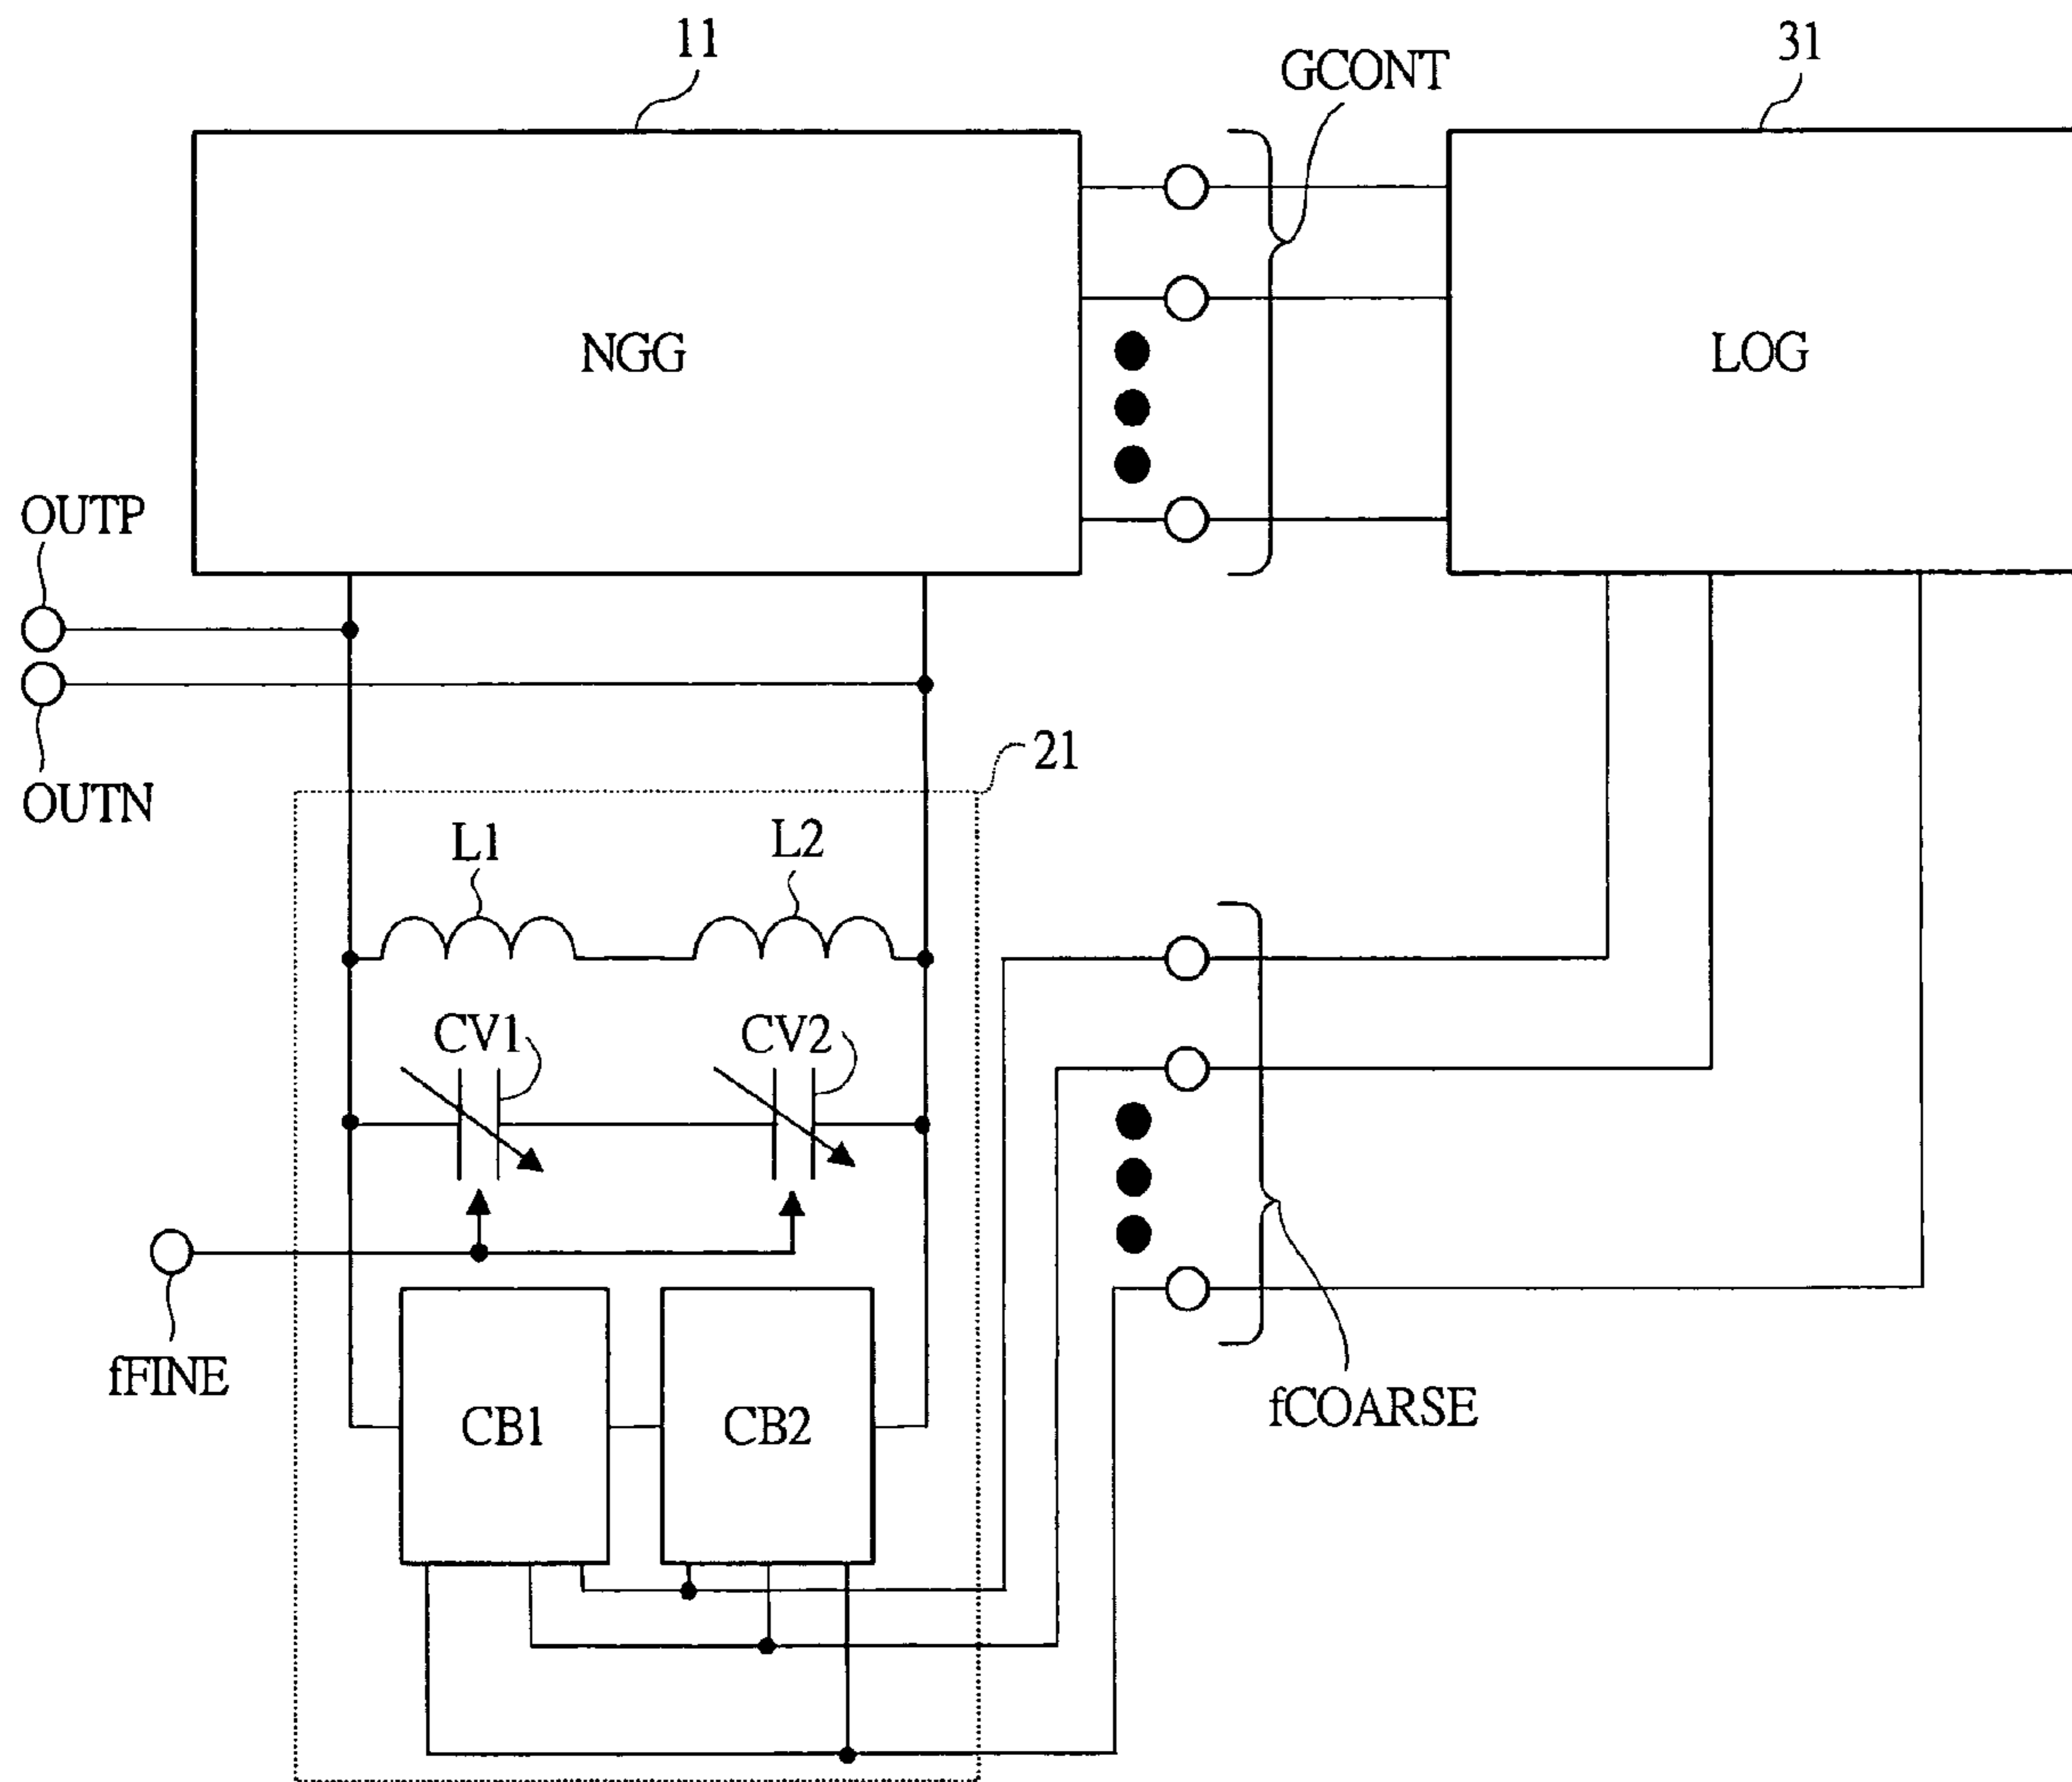 11
31
GCONT
NGG
LOG
OUTP
OUTN
21
L1
L2
CV1
CV2
fFINE
fCOARSE
CB1
CB2